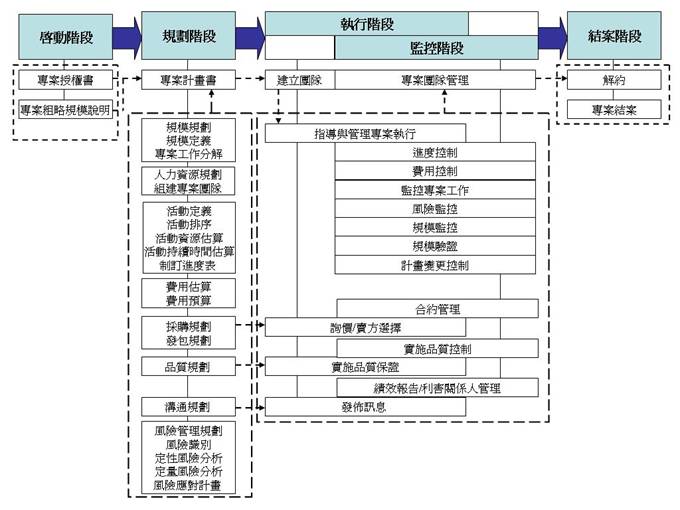 啓動階段
規劃階段
執行階段
監控階段
結案階段
專案授權書
專案計畫書
建立團隊
專案團隊管理
解約
專案粗略規模說明
專案結案
規模規劃
規模定義
專案工作分解
指導與管理專案執行
進度控制
人力資源規劃
組建專案團隊
費用控制
監控專案工作
活動定義
活動排序
活動資源估算
活動持續時間估算
制訂進度表
風險監控
規模監控
規模驗證
計畫變更控制
費用估算
費用預算
合約管理
採購規劃
發包規劃
詢價/賣方選擇
實施品質控制
品質規劃
實施品質保證
績效報告/利害關係人管理
溝通規劃
發佈訊息
風險管理規劃
風險識別
定性風險分析
定量風險分析
風險應對計畫